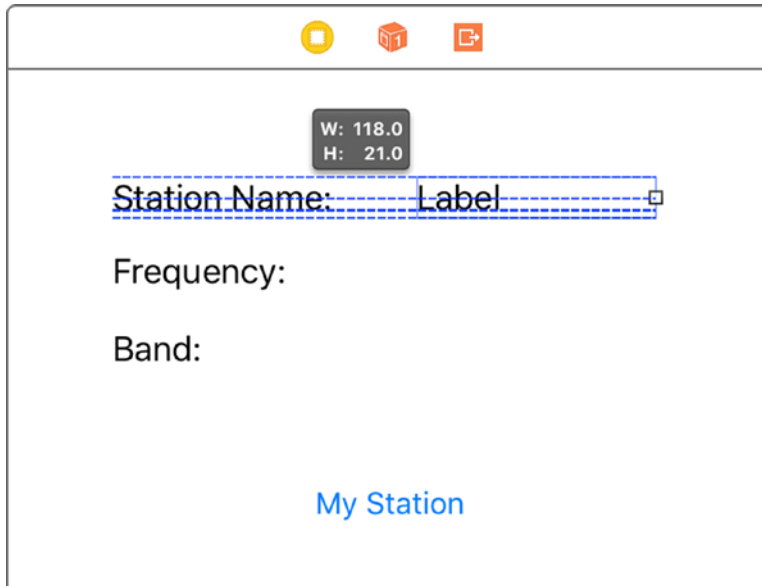 W: 118.0
H: 21.0
Station Name: Label
Frequency:
Band:
My Station